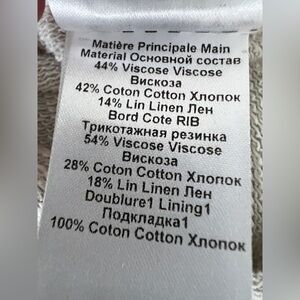 Matière Principale Main
Material Основной состав
44% Viscose Viscose
Вискоза
42% Coton Cotton Хлопок
14% Lin Linen Лен
Bord Cote RIB
Трикотажная резинка
54% Viscose Viscose
Вискоза
28% Coton Cotton Хлопок
18% Lin Linen Лен
Doublure1 Lining1
Подкладка1
100% Coton Cotton Хлопок